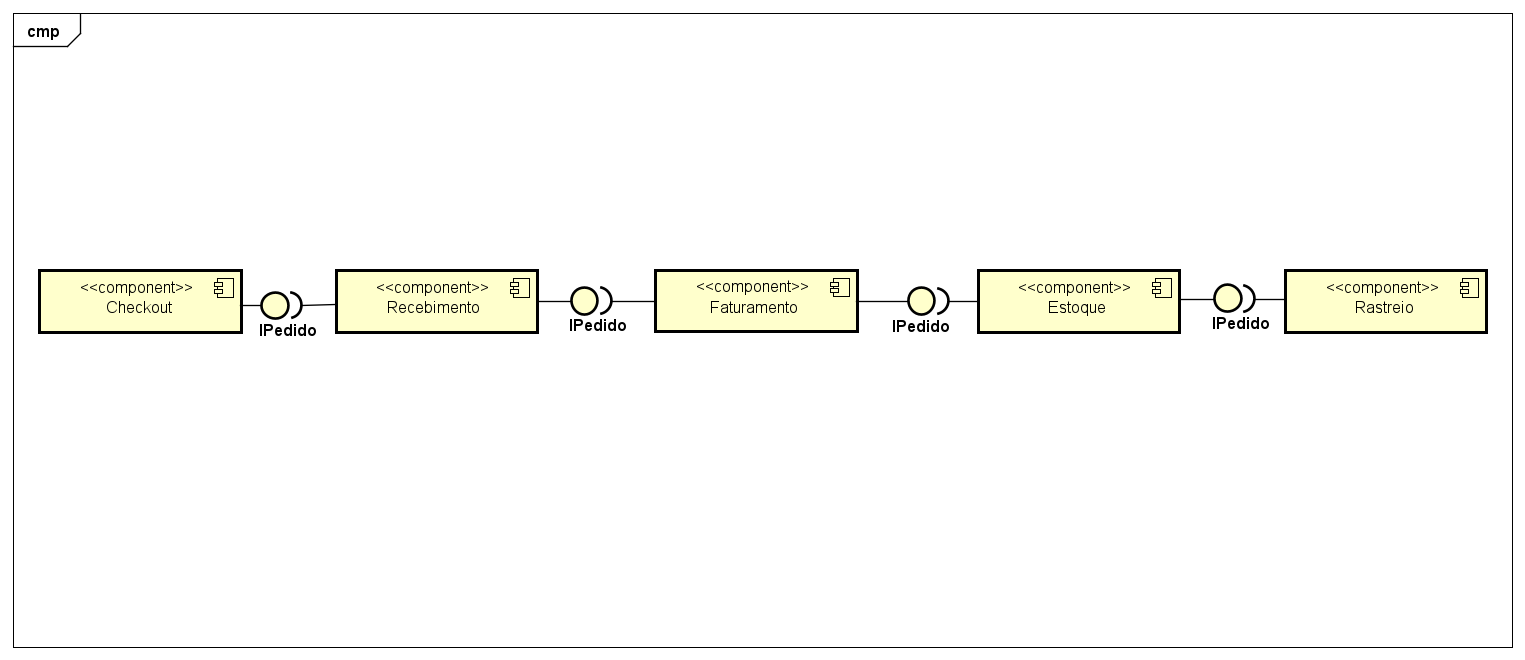 cmp
<<component>>
Checkout
IPedido
<<component>>
Recebimento
IPedido
<<component>>
Faturamento
IPedido
<<component>>
Estoque
IPedido
<<component>>
Rastreio